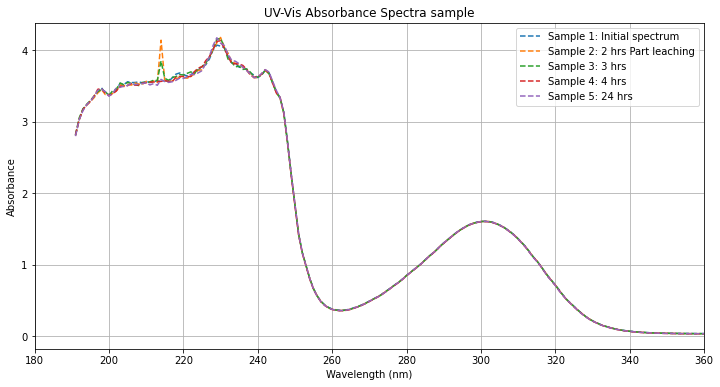 UV-Vis Absorbance Spectra sample
Sample 1: Initial spectrum
Sample 2: 2 hrs Part leaching
Sample 3: 3 hrs
Sample 4: 4 hrs
Sample 5: 24 hrs
Absorbance
4
3
2
1
0
180 200 220 240 260 280 300 320 340 360
Wavelength (nm)